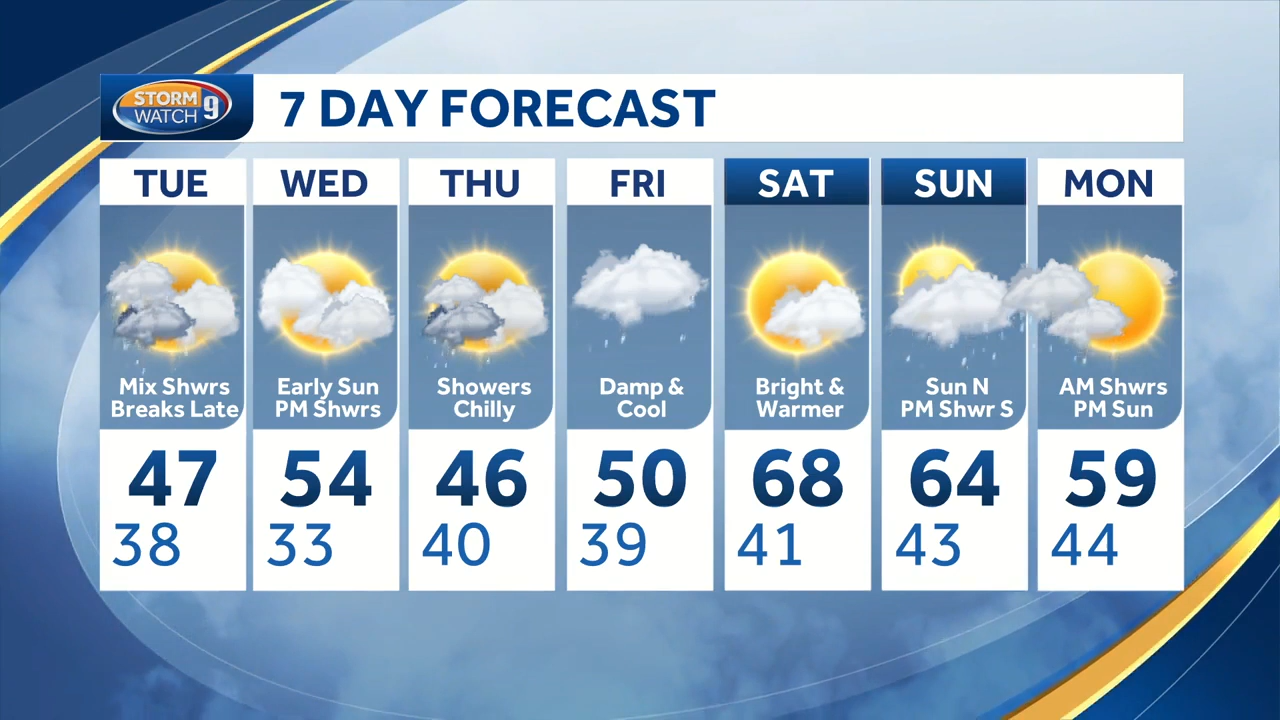 STORM
WATCH 9
7 DAY FORECAST
TUE
WED
THU
FRI
SAT
SUN
MON
Mix Shwrs
Breaks Late
Early Sun
PM Shwrs
Showers
Chilly
Damp &
Cool
Bright &
Warmer
Sun N
PM Shwr S
AM Shwrs
PM Sun
47
54
46
50
68
64
59
38
33
40
39
41
43
44